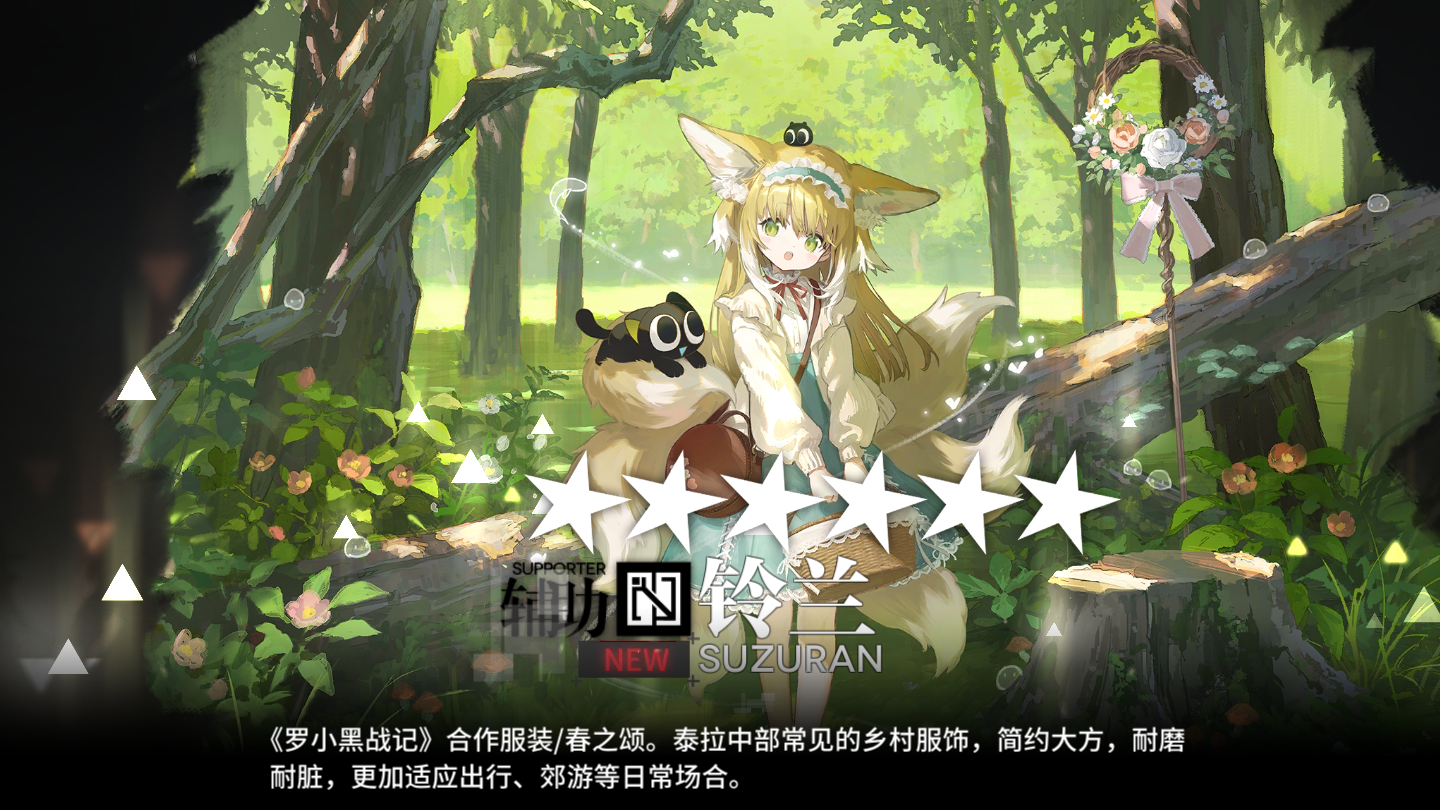 SUPPORTER
辅助
铃兰
NEW
SUZURAN
《罗小黑战记》合作服装/春之颂。泰拉中部常见的乡村服饰，简约大方，耐磨
耐脏，更加适应出行、郊游等日常场合。